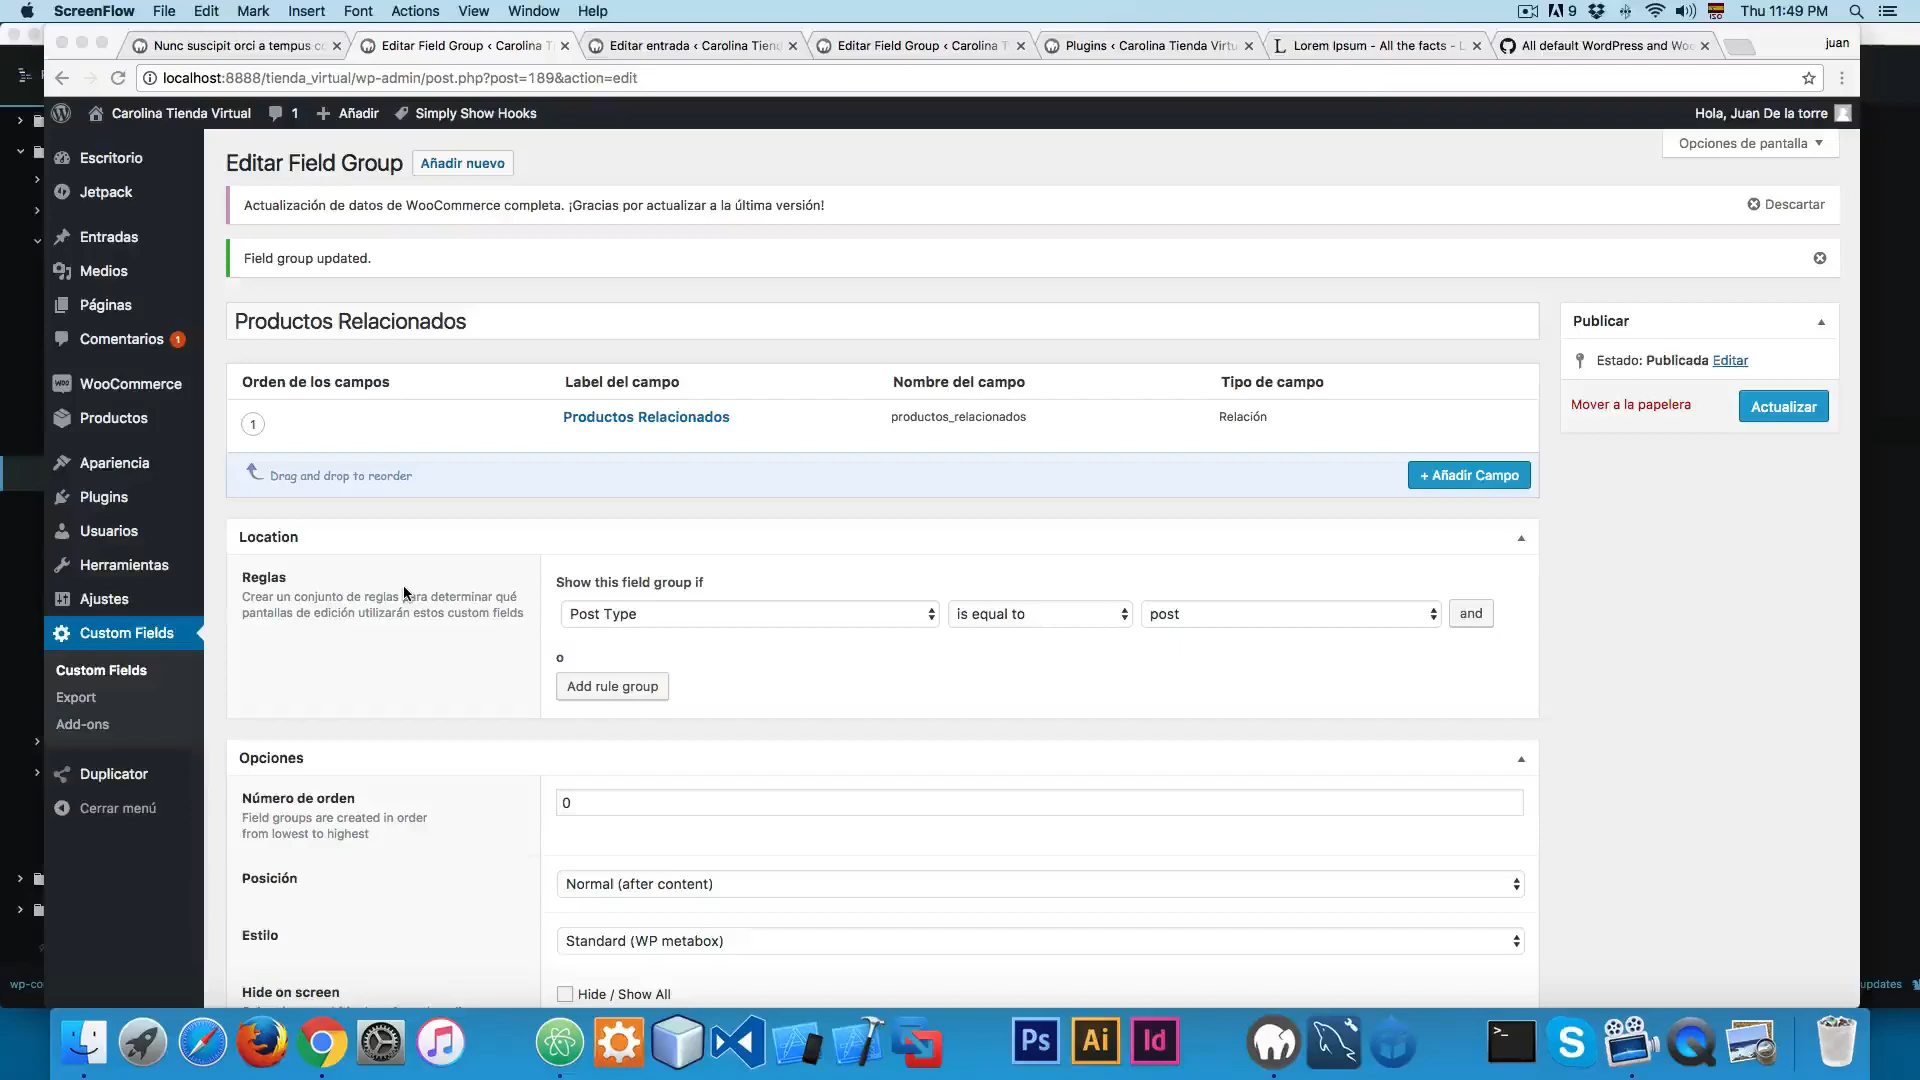 ScreenFlow File Edit Mark Insert Font Actions View Window Help
9 ISO Thu 11:49 PM
Nunc suscipit orci a tempus co
Editar Field Group ‹ Carolina T
Editar entrada ‹ Carolina Tiend
Editar Field Group ‹ Carolina T
Plugins ‹ Carolina Tienda Virtu
Lorem Ipsum - All the facts - L
All default WordPress and Woo
juan
localhost:8888/tienda_virtual/wp-admin/post.php?post=189&action=edit
Carolina Tienda Virtual 1 Añadir Simply Show Hooks
Hola, Juan De la torre
Escritorio
Jetpack
Entradas
Medios
Páginas
Comentarios 1
WooCommerce
Productos
Apariencia
Plugins
Usuarios
Herramientas
Ajustes
Custom Fields
Custom Fields
Export
Add-ons
Duplicator
Cerrar menú
Opciones de pantalla
Editar Field Group Añadir nuevo
Actualización de datos de WooCommerce completa. ¡Gracias por actualizar a la última versión!
Descartar
Field group updated.
Productos Relacionados
Orden de los campos Label del campo Nombre del campo Tipo de campo
1 Productos Relacionados productos_relacionados Relación
Drag and drop to reorder
+ Añadir Campo
Publicar
Estado: Publicada Editar
Mover a la papelera Actualizar
Location
Reglas
Crear un conjunto de reglas para determinar qué
pantallas de edición utilizarán estos custom fields
Show this field group if
Post Type is equal to post and
o
Add rule group
Opciones
Número de orden
Field groups are created in order
from lowest to highest
0
Posición
Normal (after content)
Estilo
Standard (WP metabox)
Hide on screen
Hide / Show All
wp-co
updates
Ps Ai Id